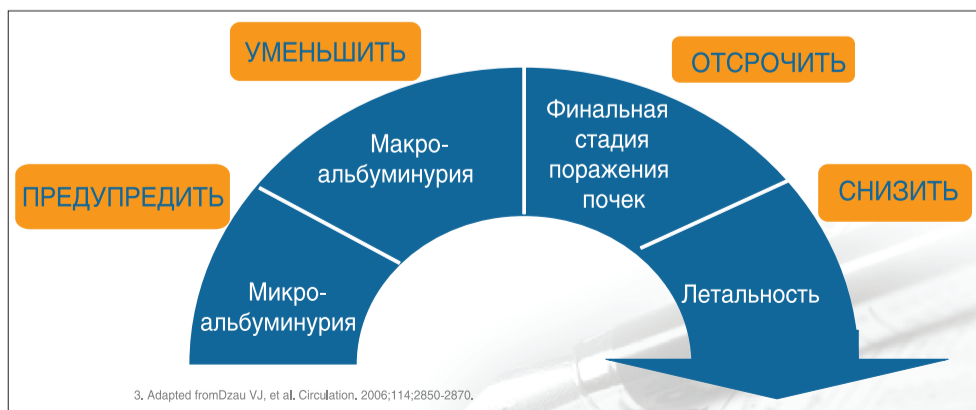 УМЕНЬШИТЬ
ОТСРОЧИТЬ
ПРЕДУПРЕДИТЬ
СНИЗИТЬ
Микро-
альбуминурия
Макро-
альбуминурия
Финальная
стадия
поражения
почек
Летальность
3. Adapted fromDzau VJ, et al. Circulation. 2006;114;2850-2870.